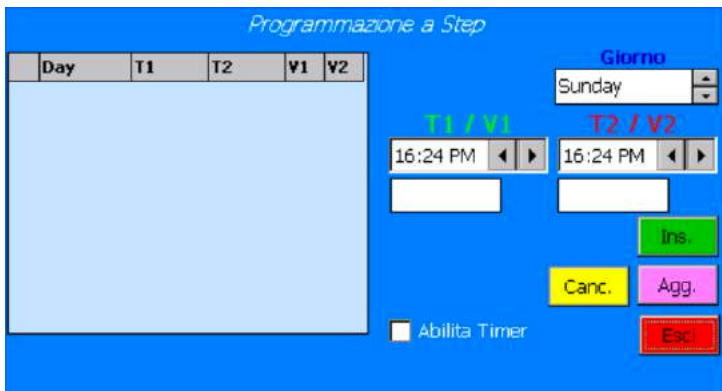 Programmazione a Step
Day T1 T2 V1 V2
Giorno
Sunday
T1 / V1 T2 / V2
16:24 PM 16:24 PM
Ins.
Canc. Agg.
Abilita Timer Esci